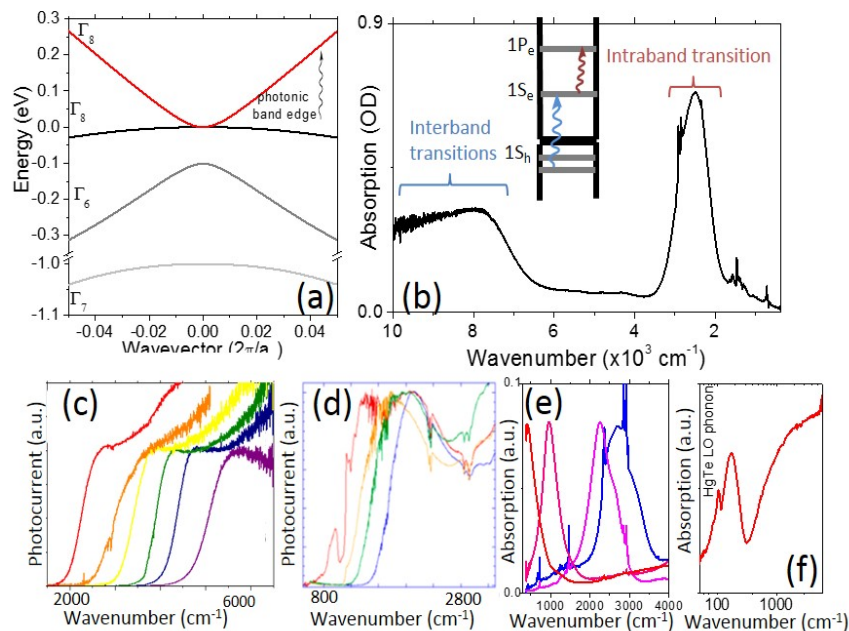 0.3
0.2
0.1
0.0
-0.1
-0.2
-0.3
-1.0
-1.1
Energy (eV)
Γ8
Γ8
Γ6
Γ7
photonic
band edge
(a)
-0.04 -0.02 0.00 0.02 0.04
Wavevector (2π/a
0.9
0.0
Absorption (OD)
1Pe
1Se
1Sh
Intraband transition
Interband
transitions
(b)
10 8 6 4 2
Wavenumber (x10³ cm⁻¹)
(c)
Photocurrent (a.u.)
2000 6000
Wavenumber (cm⁻¹)
(d)
Photocurrent (a.u.)
800 2800
Wavenumber (cm⁻¹)
0.1
0.0
(e)
Absorption (a.u.)
1000 2000 3000 4000
Wavenumber (cm⁻¹)
HgTe LO phonon
Absorption (a.u.)
(f)
100 1000
Wavenumber (cm⁻¹)